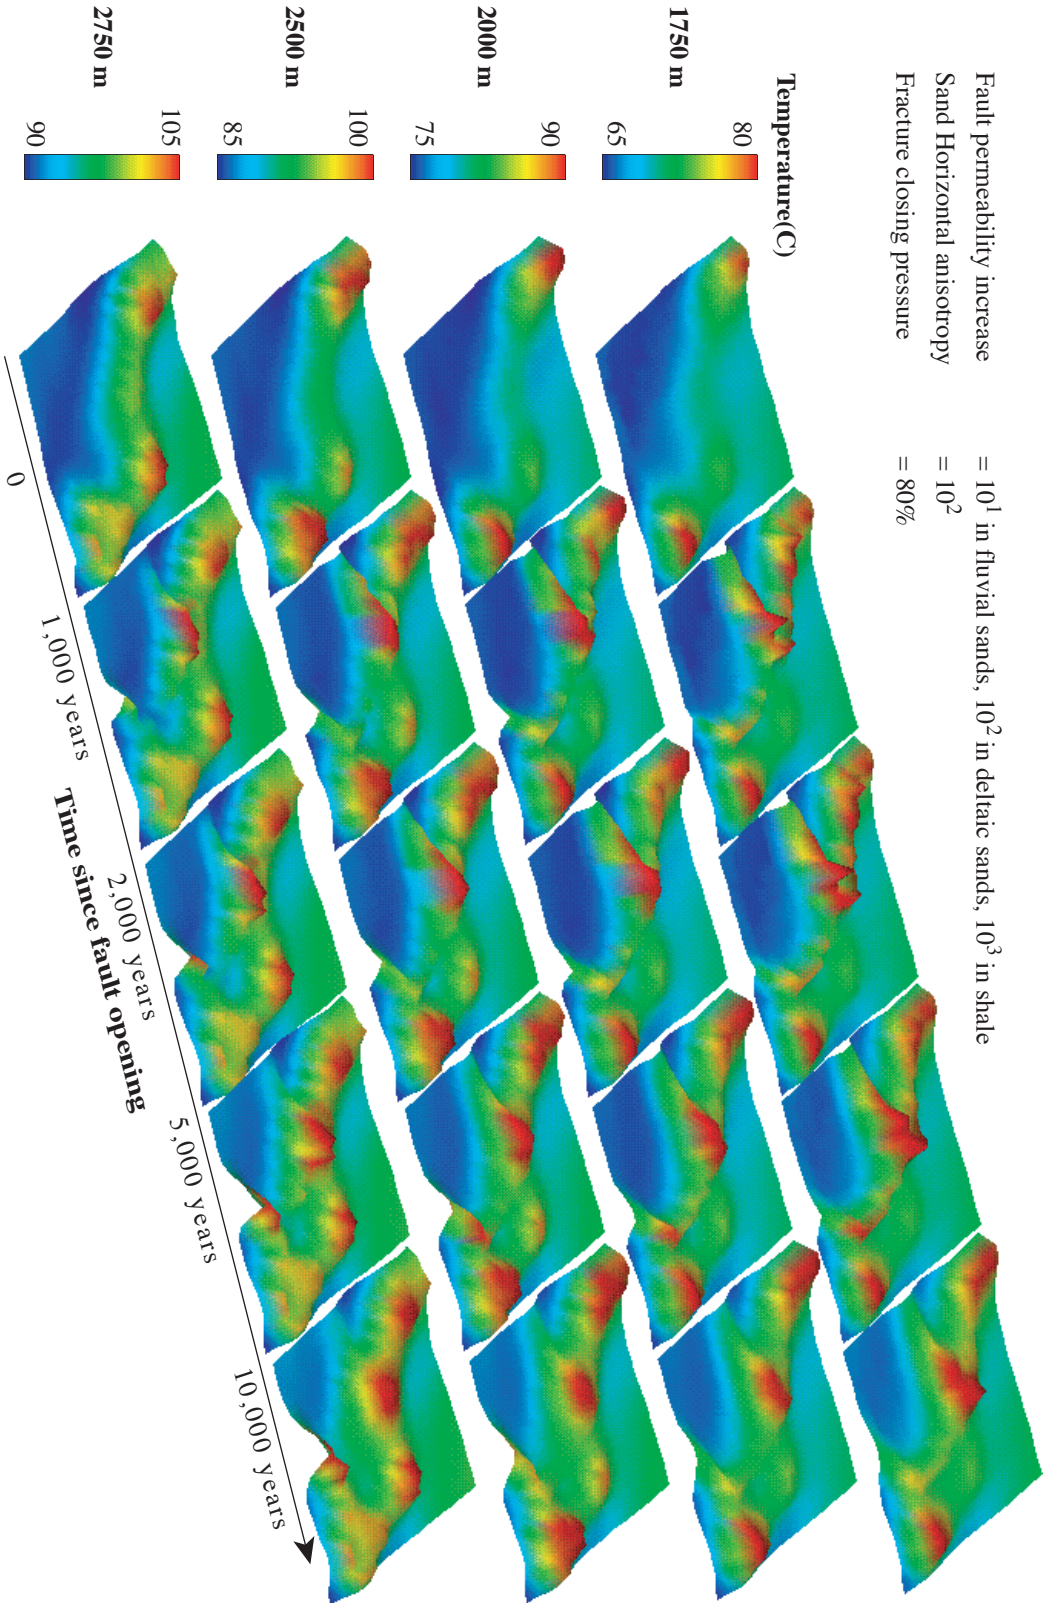 Fault permeability increase = 10¹ in fluvial sands, 10² in deltaic sands, 10³ in shale
Sand Horizontal anisotropy = 10²
Fracture closing pressure = 80%
Temperature(C)
1750 m
65 80
2000 m
75 90
2500 m
85 100
2750 m
90 105
0 1,000 years 2,000 years 5,000 years 10,000 years
Time since fault opening